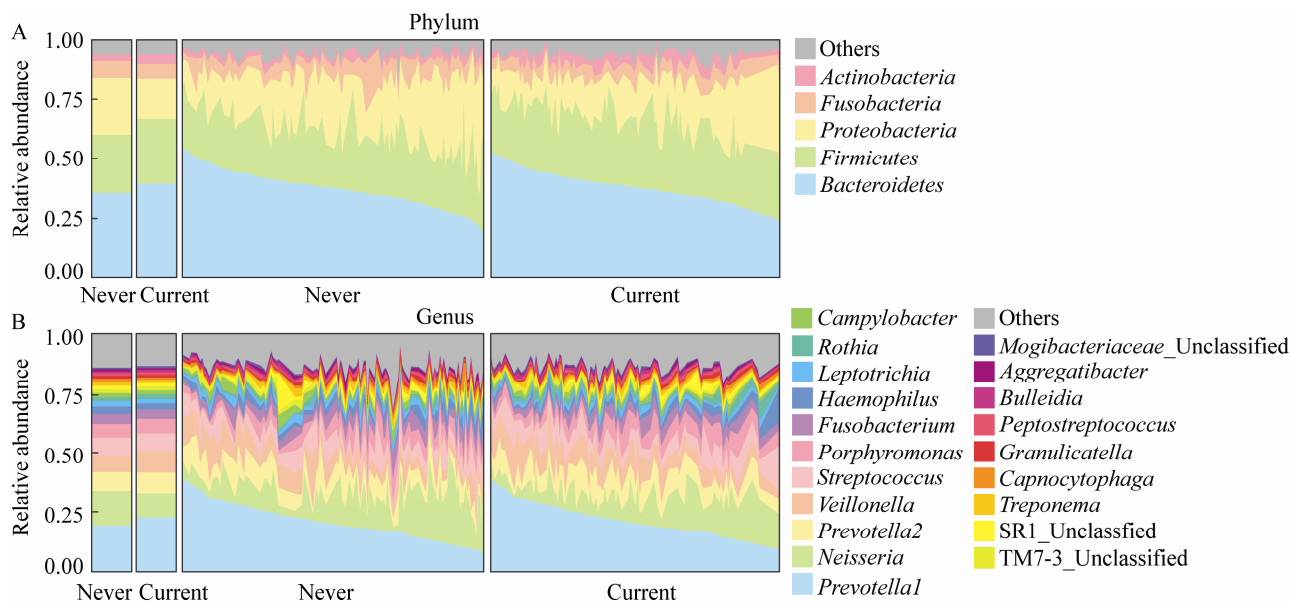 A
Phylum
Relative abundance
1.00
0.75
0.50
0.25
0.00
Never Current
Never
Current
Others
Actinobacteria
Fusobacteria
Proteobacteria
Firmicutes
Bacteroidetes
B
Genus
Relative abundance
1.00
0.75
0.50
0.25
0.00
Never Current
Never
Current
Campylobacter
Rothia
Leptotrichia
Haemophilus
Fusobacterium
Porphyromonas
Streptococcus
Veillonella
Prevotella2
Neisseria
Prevotella1
Others
Mogibacteriaceae_Unclassified
Aggregatibacter
Bulleidia
Peptostreptococcus
Granulicatella
Capnocytophaga
Treponema
SR1_Unclassfied
TM7-3_Unclassified